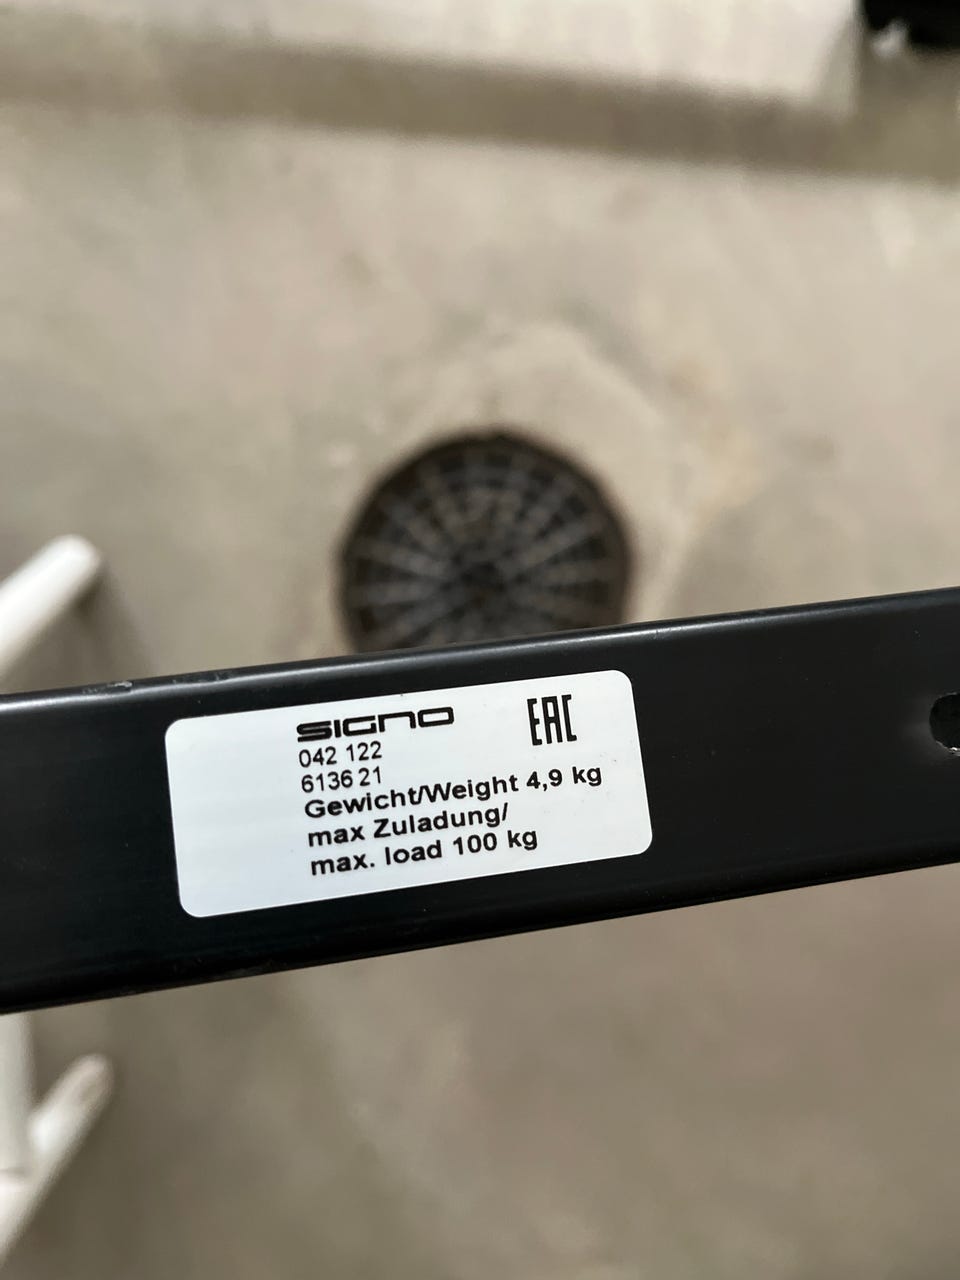 SIGNO
EAC
042 122
6136 21
Gewicht/Weight 4,9 kg
max Zuladung/
max. load 100 kg